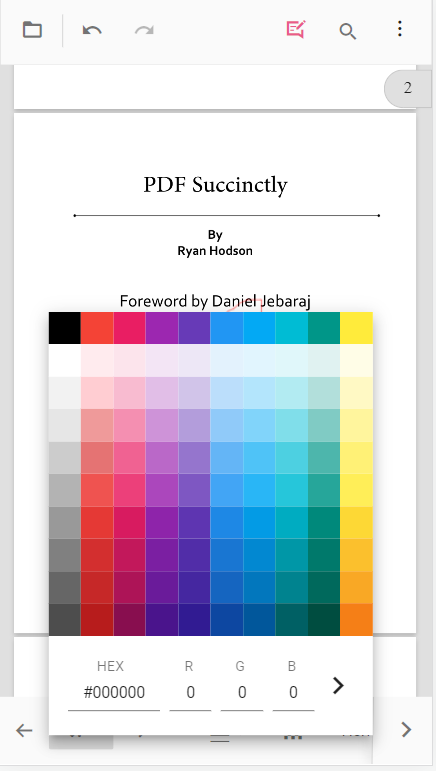 2
PDF Succinctly
By
Ryan Hodson
Foreword by Daniel Jebaraj
HEX R G B
#000000 0 0 0